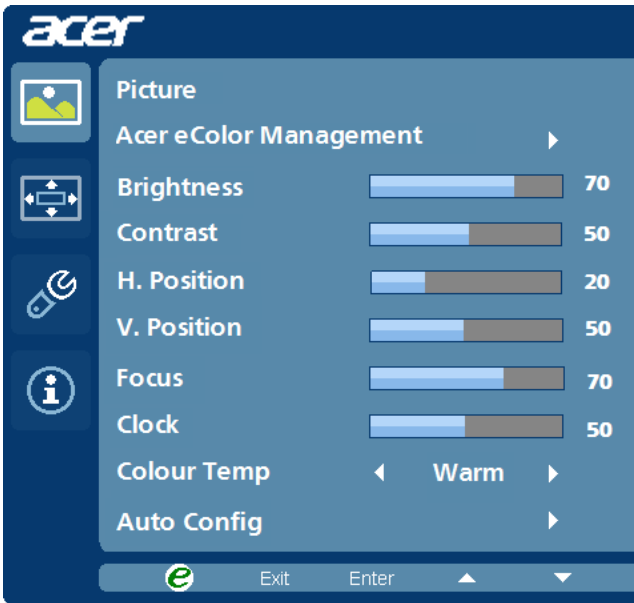 acer
Picture
Acer eColor Management
Brightness 70
Contrast 50
H. Position 20
V. Position 50
Focus 70
Clock 50
Colour Temp Warm
Auto Config
e Exit Enter